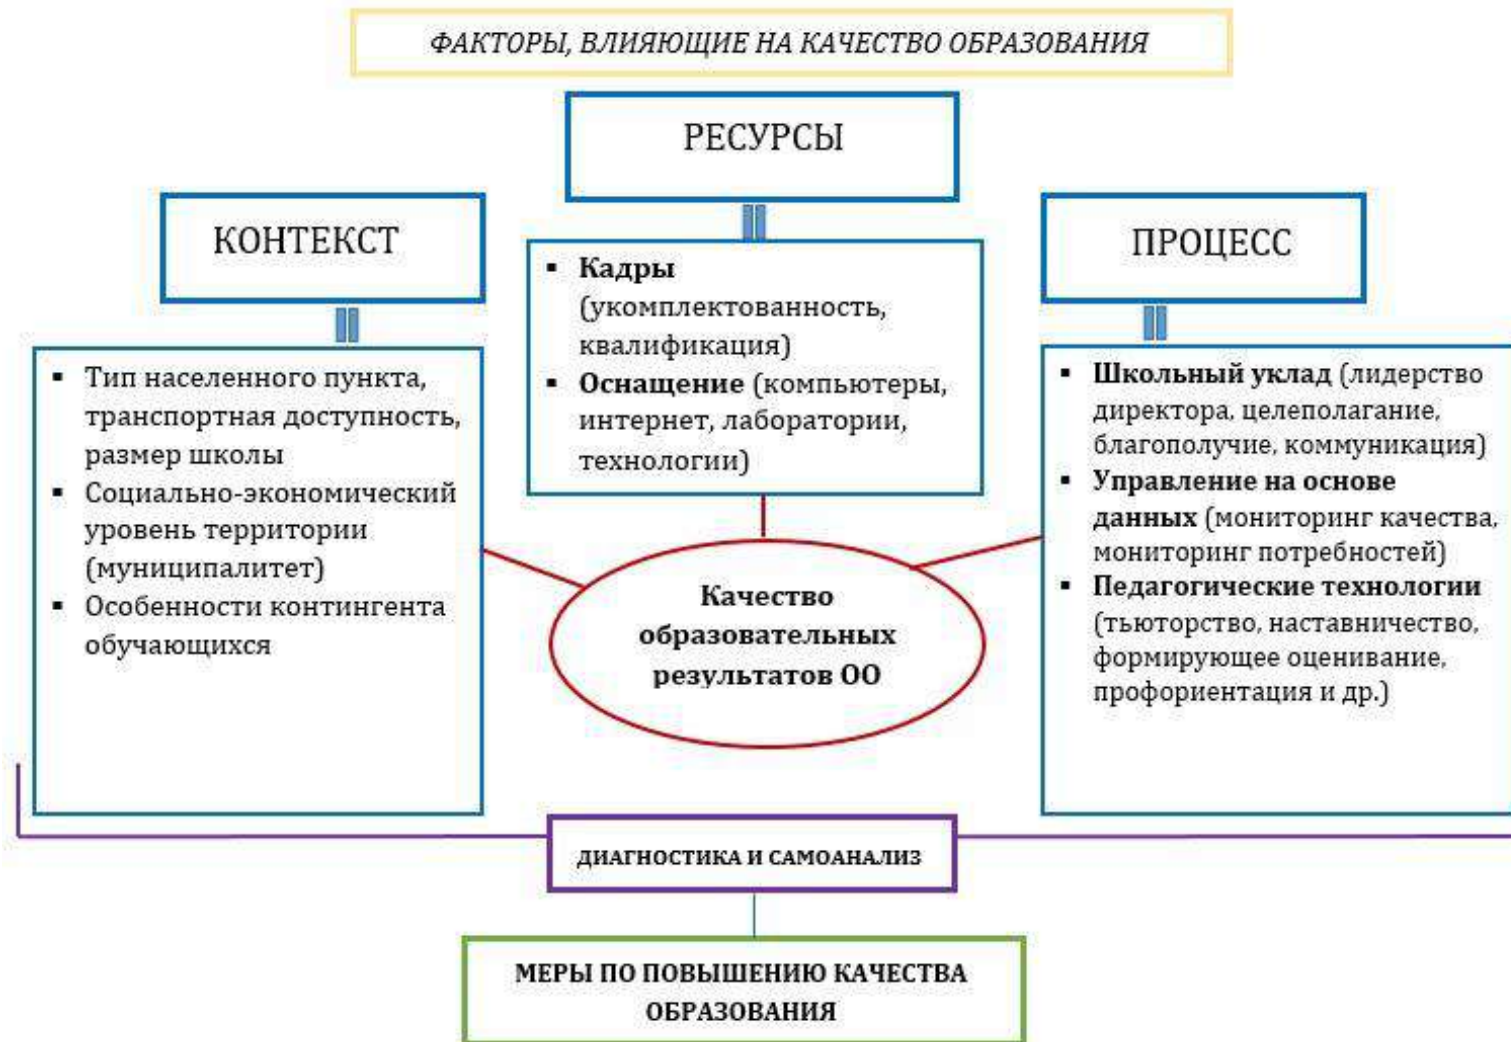 ФАКТОРЫ, ВЛИЯЮЩИЕ НА КАЧЕСТВО ОБРАЗОВАНИЯ
РЕСУРСЫ
КОНТЕКСТ
ПРОЦЕСС
▪ Кадры
(укомплектованность,
квалификация)
▪ Оснащение (компьютеры,
интернет, лаборатории,
технологии)
▪ Тип населенного пункта,
транспортная доступность,
размер школы
▪ Социально-экономический
уровень территории
(муниципалитет)
▪ Особенности контингента
обучающихся
▪ Школьный уклад (лидерство
директора, целеполагание,
благополучие, коммуникация)
▪ Управление на основе
данных (мониторинг качества,
мониторинг потребностей)
▪ Педагогические технологии
(тьюторство, наставничество,
формирующее оценивание,
профориентация и др.)
Качество
образовательных
результатов ОО
ДИАГНОСТИКА И САМОАНАЛИЗ
МЕРЫ ПО ПОВЫШЕНИЮ КАЧЕСТВА
ОБРАЗОВАНИЯ